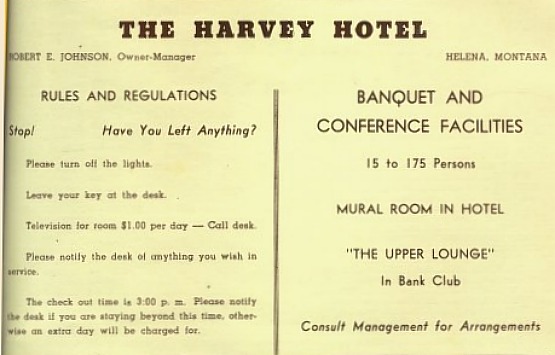 THE HARVEY HOTEL
ROBERT E. JOHNSON, Owner-Manager
HELENA, MONTANA
RULES AND REGULATIONS
Stop! Have You Left Anything?
Please turn off the lights.
Leave your key at the desk.
Television for room $1.00 per day — Call desk.
Please notify the desk of anything you wish in
service.
The check out time is 3:00 p. m. Please notify
the desk if you are staying beyond this time, other-
wise an extra day will be charged for.
BANQUET AND
CONFERENCE FACILITIES
15 to 175 Persons
MURAL ROOM IN HOTEL
"THE UPPER LOUNGE"
In Bank Club
Consult Management for Arrangements